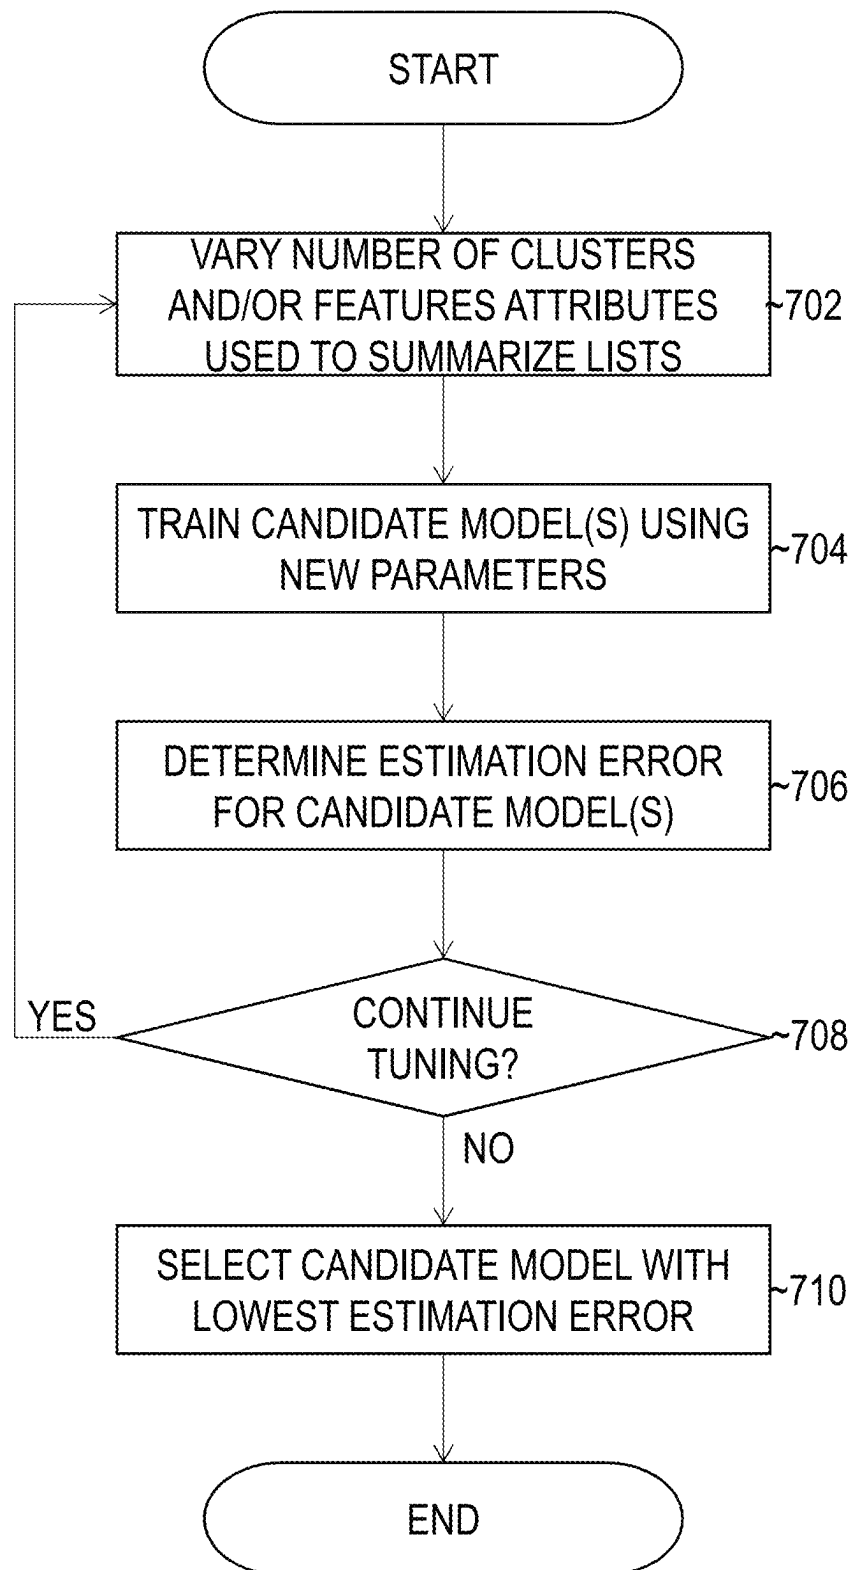 START
VARY NUMBER OF CLUSTERS
AND/OR FEATURES ATTRIBUTES
USED TO SUMMARIZE LISTS
~702
TRAIN CANDIDATE MODEL(S) USING
NEW PARAMETERS
~704
DETERMINE ESTIMATION ERROR
FOR CANDIDATE MODEL(S)
~706
CONTINUE
TUNING?
~708
YES
NO
SELECT CANDIDATE MODEL WITH
LOWEST ESTIMATION ERROR
~710
END